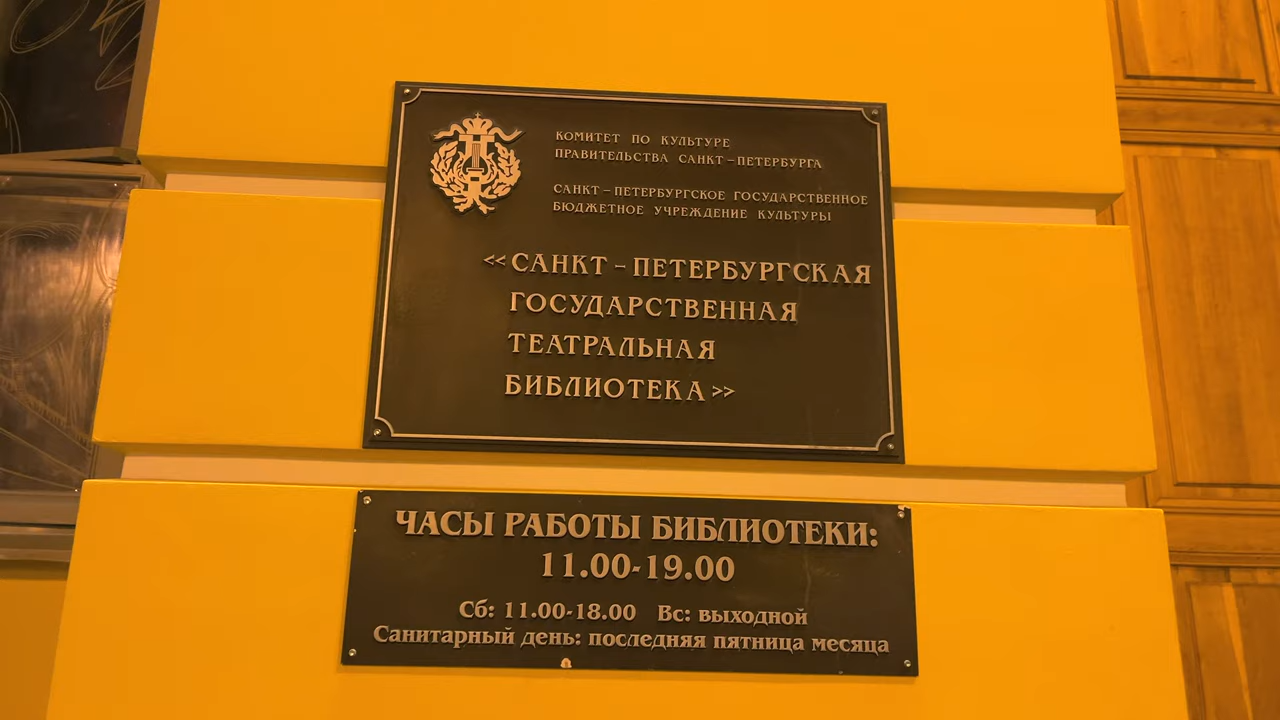 КОМИТЕТ ПО КУЛЬТУРЕ
ПРАВИТЕЛЬСТВА САНКТ – ПЕТЕРБУРГА
САНКТ – ПЕТЕРБУРГСКОЕ ГОСУДАРСТВЕННОЕ
БЮДЖЕТНОЕ УЧРЕЖДЕНИЕ КУЛЬТУРЫ
<<САНКТ – ПЕТЕРБУРГСКАЯ
ГОСУДАРСТВЕННАЯ
ТЕАТРАЛЬНАЯ
БИБЛИОТЕКА>>
ЧАСЫ РАБОТЫ БИБЛИОТЕКИ:
11.00-19.00
Сб: 11.00-18.00 Вс: выходной
Санитарный день: последняя пятница месяца